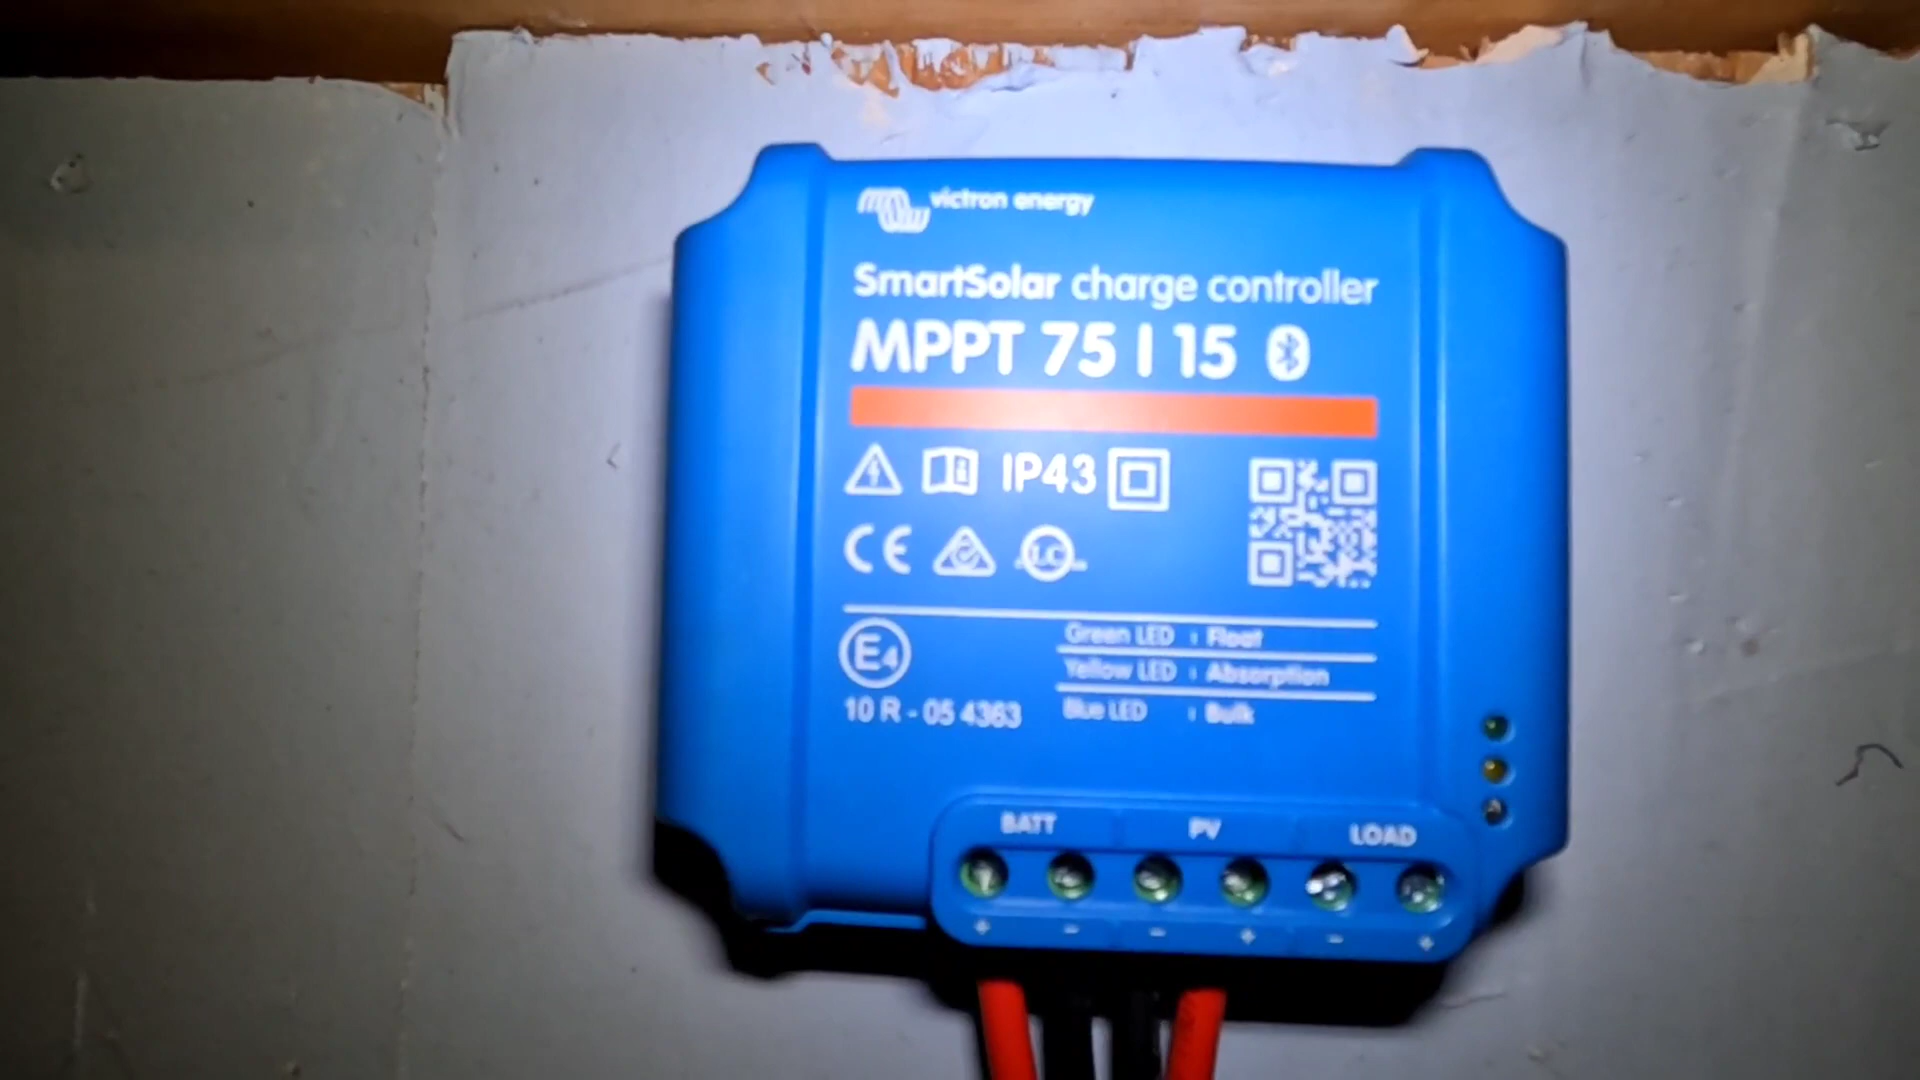 victron energy
SmartSolar charge controller
MPPT 75 | 15
IP43
CE
LC
E4
10 R - 05 4363
Green LED : Float
Yellow LED : Absorption
Blue LED : Bulk
BATT PV LOAD
+ - - + - +